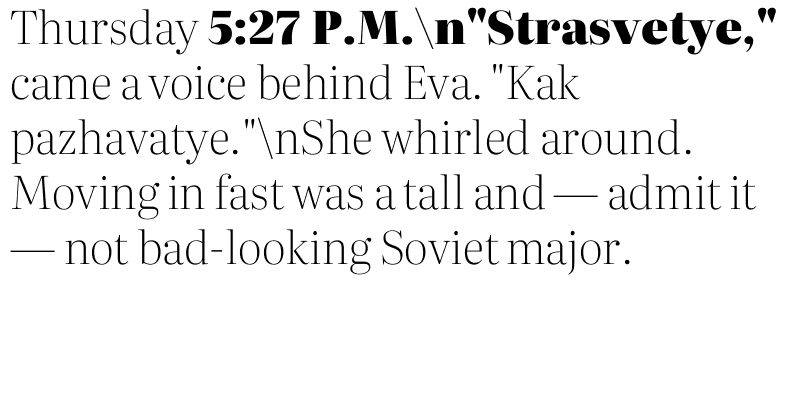 Thursday 5:27 P.M.\n"Strasvetye,"
came a voice behind Eva. "Kak
pazhavatye."\nShe whirled around.
Moving in fast was a tall and — admit it
— not bad-looking Soviet major.